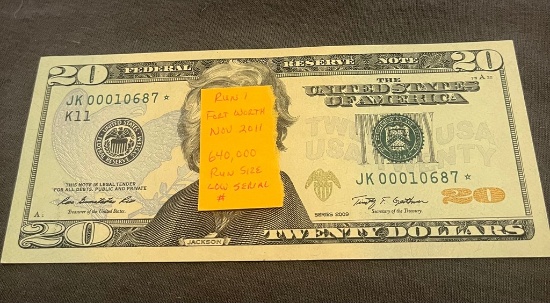 20 FEDERAL RESERVE NOTE 20
THE
UNITED STATES
OF AMERICA
JK 00010687 *
K11
RUN 1
FORT WORTH
NOV 2011
640,000
RUN SIZE
LOW SERIAL
#
THIS NOTE IS LEGAL TENDER
FOR ALL DEBTS, PUBLIC AND PRIVATE
Treasurer of the United States.
JK 00010687 *
20
SERIES 2009
Secretary of the Treasury.
20 JACKSON TWENTY DOLLARS